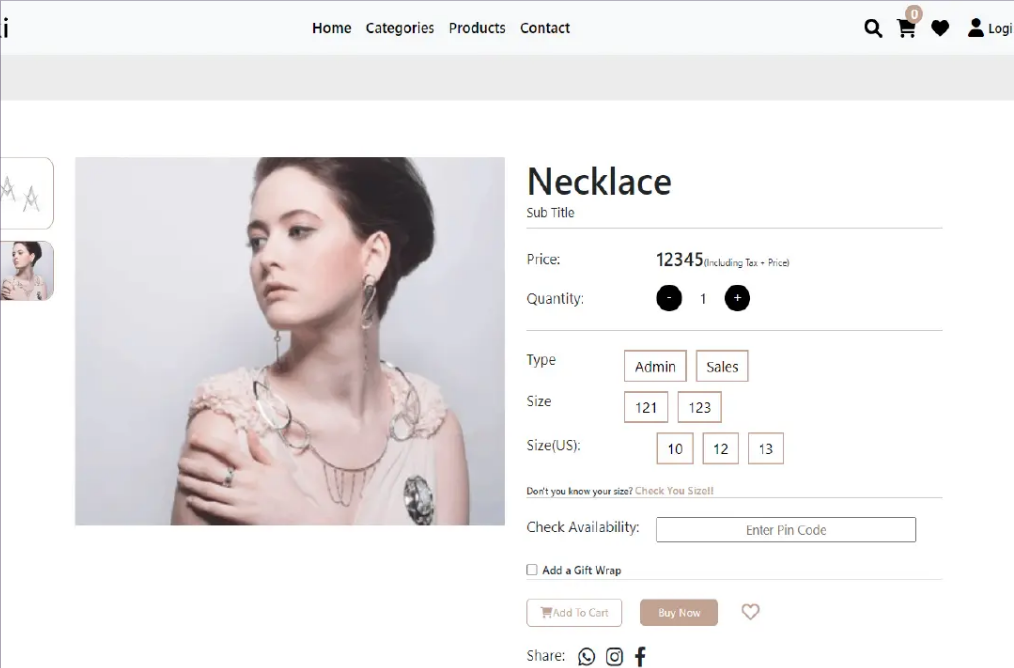 Home Categories Products Contact 0 Logi
Necklace
Sub Title
Price: 12345(Including Tax + Price)
Quantity: - 1 +
Type Admin Sales
Size 121 123
Size(US): 10 12 13
Don't you know your size? Check You Size!!
Check Availability: Enter Pin Code
Add a Gift Wrap
Add To Cart Buy Now
Share: